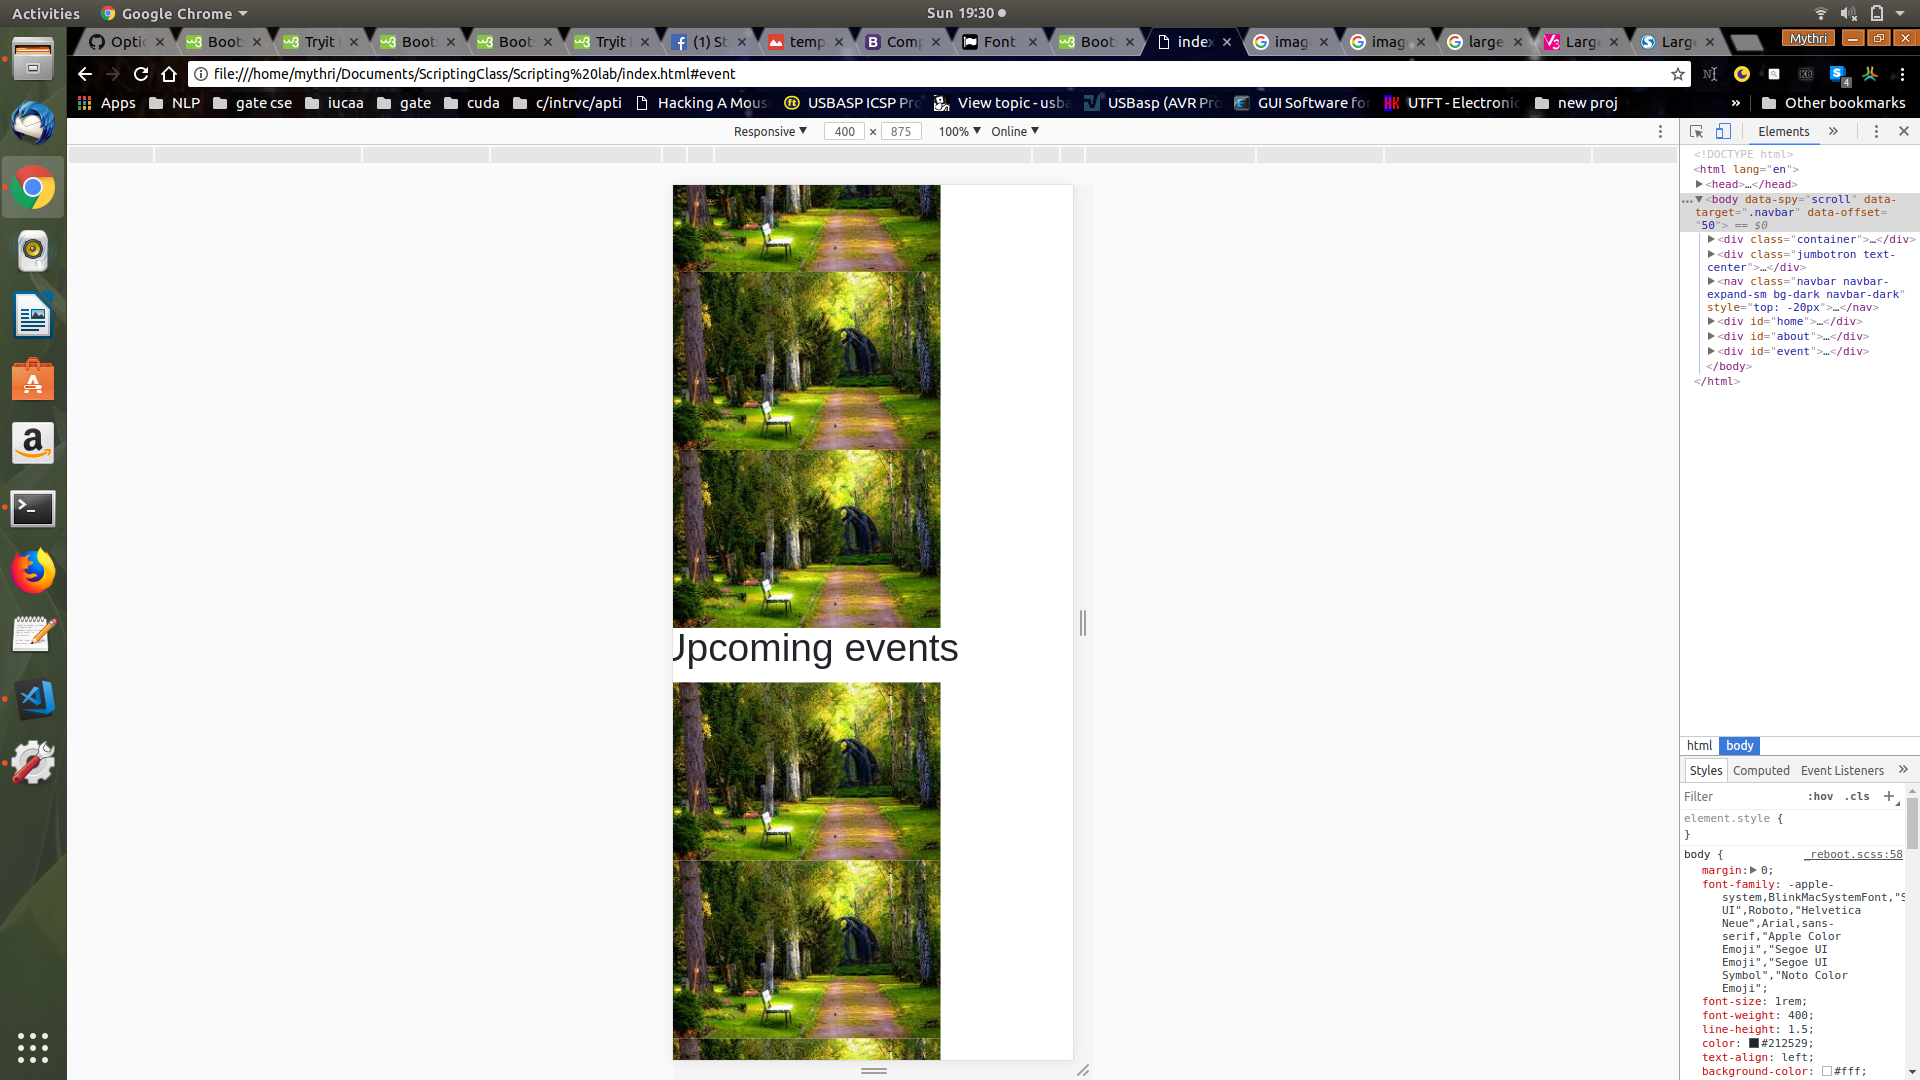 Activities Google Chrome Sun 19:30
Optic Boots Tryit Boots Boots Tryit (1) St temp Comp Font Boots index imag imag large Large Large Mythri
file:///home/mythri/Documents/ScriptingClass/Scripting%20lab/index.html#event
Apps NLP gate cse iucaa gate cuda c/intrvc/apti Hacking A Mous USBASP ICSP Pro View topic - usba USBasp (AVR Pro GUI Software for UTFT - Electronic new proj » Other bookmarks
Responsive 400 × 875 100% Online
Elements »
<!DOCTYPE html>
<html lang="en">
<head>…</head>
<body data-spy="scroll" data-
target=".navbar" data-offset=
"50"> == $0
<div class="container">…</div>
<div class="jumbotron text-
center">…</div>
<nav class="navbar navbar-
expand-sm bg-dark navbar-dark"
style="top: -20px">…</nav>
<div id="home">…</div>
<div id="about">…</div>
<div id="event">…</div>
</body>
</html>
Upcoming events
html body
Styles Computed Event Listeners »
Filter :hov .cls +
element.style {
}
body { _reboot.scss:58
margin: 0;
font-family: -apple-
system,BlinkMacSystemFont,"S
UI",Roboto,"Helvetica
Neue",Arial,sans-
serif,"Apple Color
Emoji","Segoe UI
Emoji","Segoe UI
Symbol","Noto Color
Emoji";
font-size: 1rem;
font-weight: 400;
line-height: 1.5;
color: #212529;
text-align: left;
background-color: #fff;